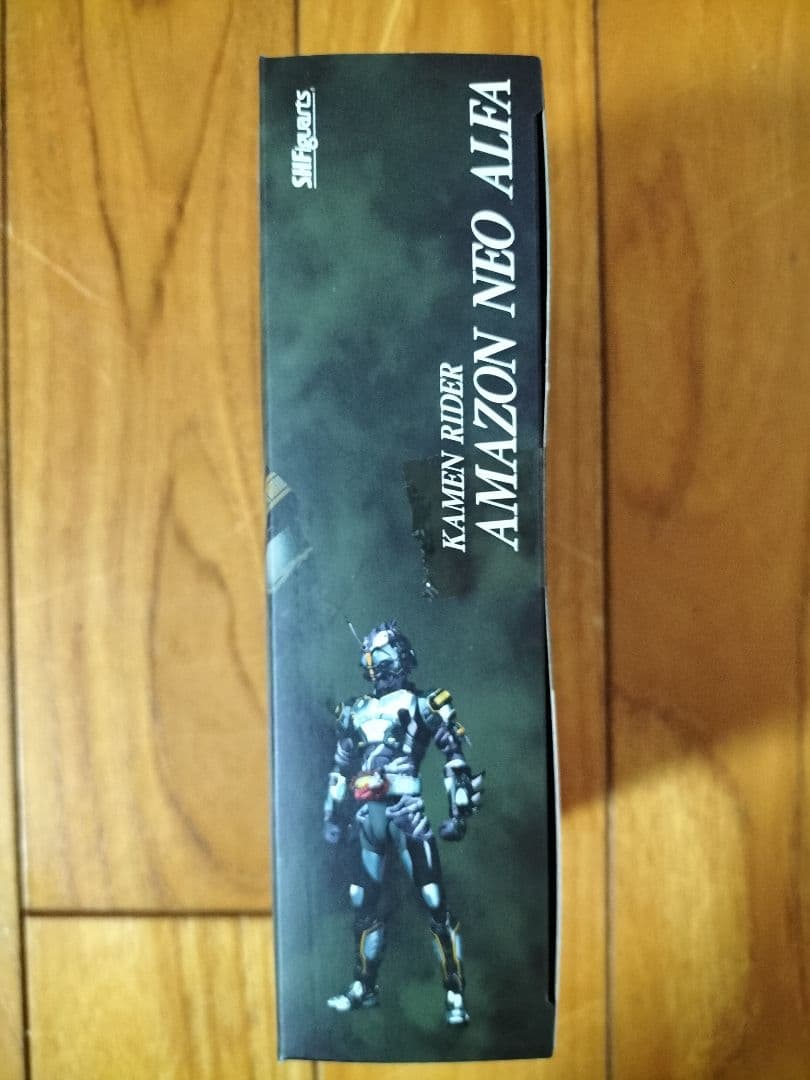 S.H.Figuarts
KAMEN RIDER
AMAZON NEO ALFA